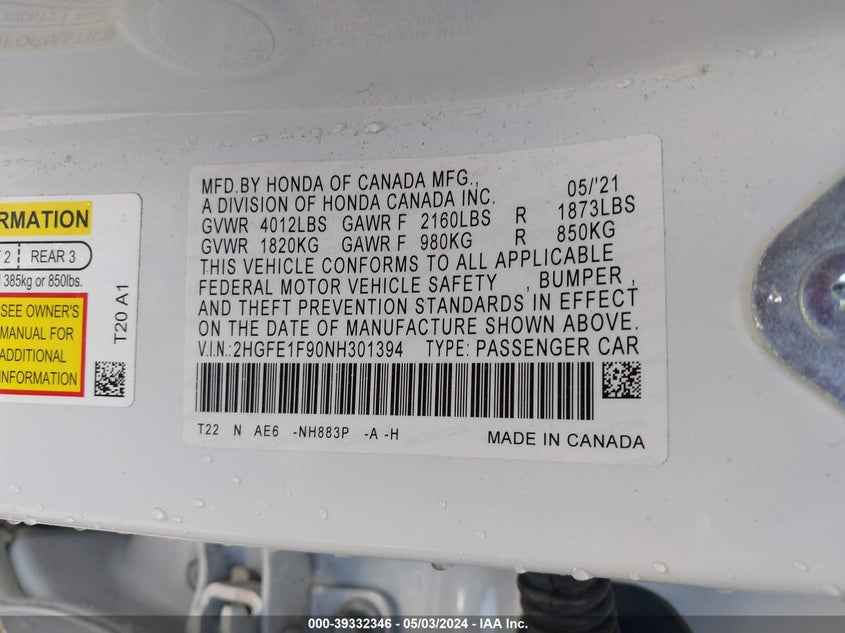 MFD.BY HONDA OF CANADA MFG., 05/'21
A DIVISION OF HONDA CANADA INC.
GVWR 4012LBS GAWR F 2160LBS R 1873LBS
GVWR 1820KG GAWR F 980KG R 850KG
THIS VEHICLE CONFORMS TO ALL APPLICABLE
FEDERAL MOTOR VEHICLE SAFETY , BUMPER ,
AND THEFT PREVENTION STANDARDS IN EFFECT
ON THE DATE OF MANUFACTURE SHOWN ABOVE.
V.I.N.:2HGFE1F90NH301394 TYPE: PASSENGER CAR
T22 N AE6 -NH883P -A -H MADE IN CANADA
2 REAR 3
385kg or 850lbs.
SEE OWNER'S
MANUAL FOR
ADDITIONAL
INFORMATION
T20 A1
000-39332346 - 05/03/2024 - IAA Inc.